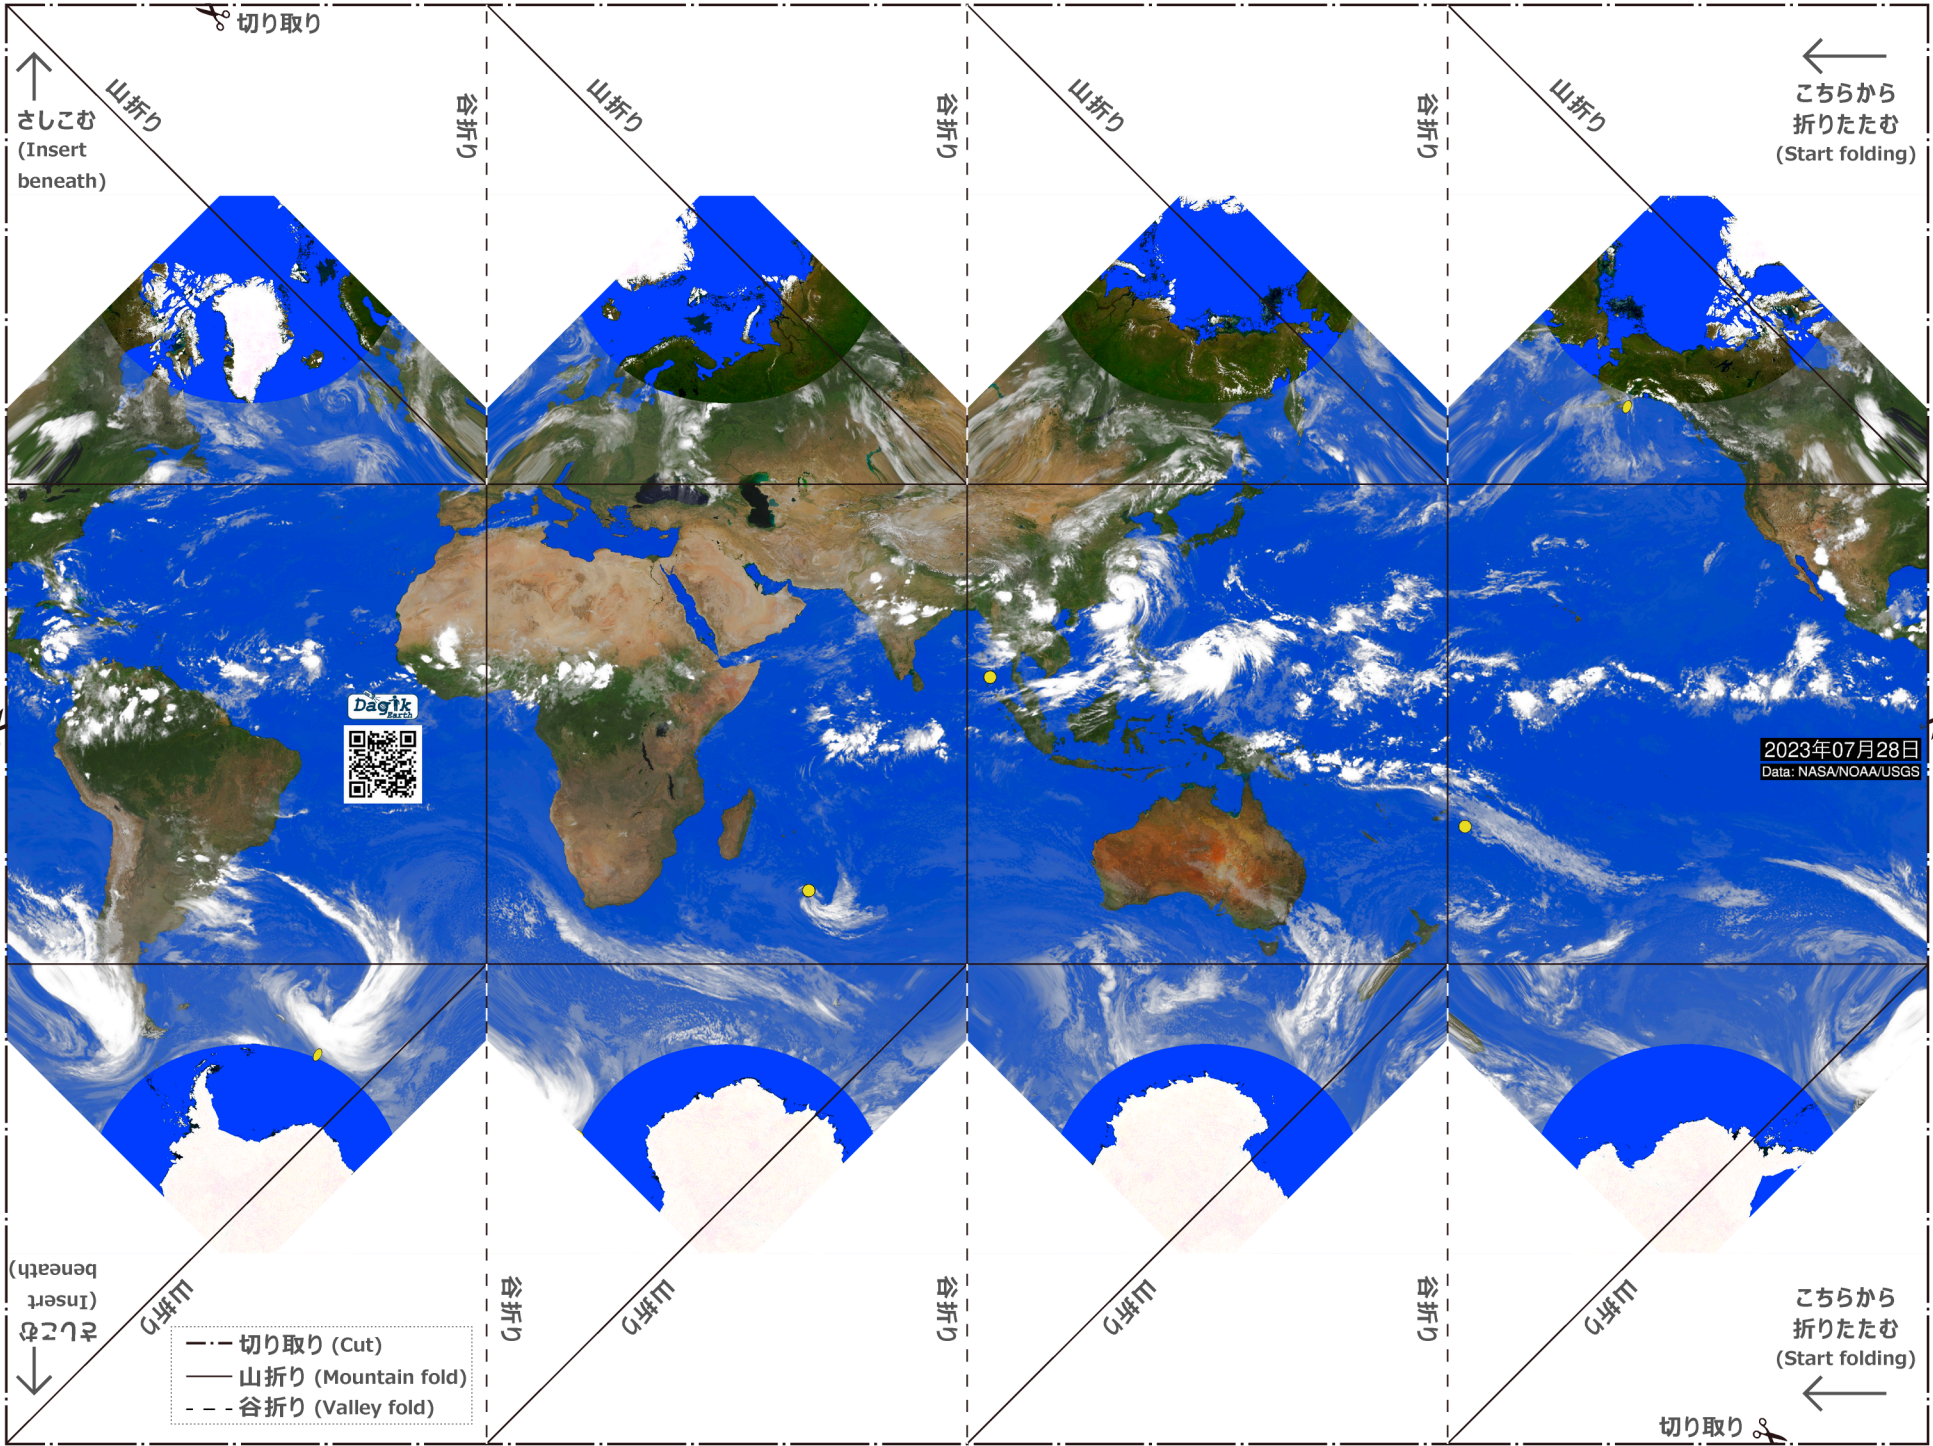 切り取り
山折り
谷折り
山折り
谷折り
山折り
谷折り
山折り
さしこむ
(Insert
beneath)
こちらから
折りたたむ
(Start folding)
Dagik
Earth
2023年07月28日
Data: NASA/NOAA/USGS
さしこむ
(Insert
beneath)
山折り
谷折り
山折り
谷折り
山折り
谷折り
山折り
こちらから
折りたたむ
(Start folding)
切り取り (Cut)
山折り (Mountain fold)
谷折り (Valley fold)
切り取り